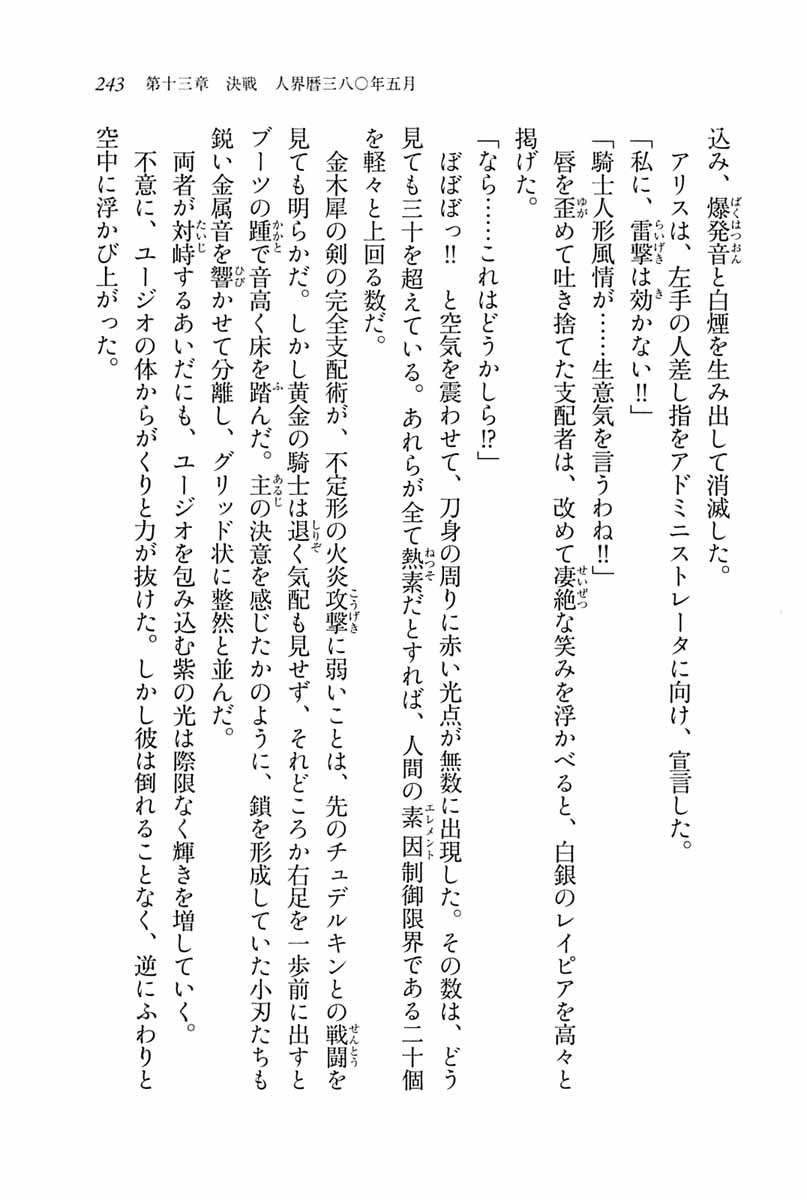 243 第十三章　決戦　人界暦三八〇年五月
込み、爆発音と白煙を生み出して消滅した。
アリスは、左手の人差し指をアドミニストレータに向け、宣言した。
「私に、雷撃は効かない!!」
「騎士人形風情が……生意気を言うわね!!」
唇を歪めて吐き捨てた支配者は、改めて凄絶な笑みを浮かべると、白銀のレイピアを高々と
掲げた。
「なら……これはどうかしら!?」
ぼぼぼっ!!　と空気を震わせて、刀身の周りに赤い光点が無数に出現した。その数は、どう
見ても三十を超えている。あれらが全て熱素だとすれば、人間の素因制御限界である二十個
を軽々と上回る数だ。
金木犀の剣の完全支配術が、不定形の火炎攻撃に弱いことは、先のチュデルキンとの戦闘を
見ても明らかだ。しかし黄金の騎士は退く気配も見せず、それどころか右足を一歩前に出すと
ブーツの踵で音高く床を踏んだ。主の決意を感じたかのように、鎖を形成していた小刃たちも
鋭い金属音を響かせて分離し、グリッド状に整然と並んだ。
両者が対峙するあいだにも、ユージオを包み込む紫の光は際限なく輝きを増していく。
不意に、ユージオの体からがくりと力が抜けた。しかし彼は倒れることなく、逆にふわりと
空中に浮かび上がった。